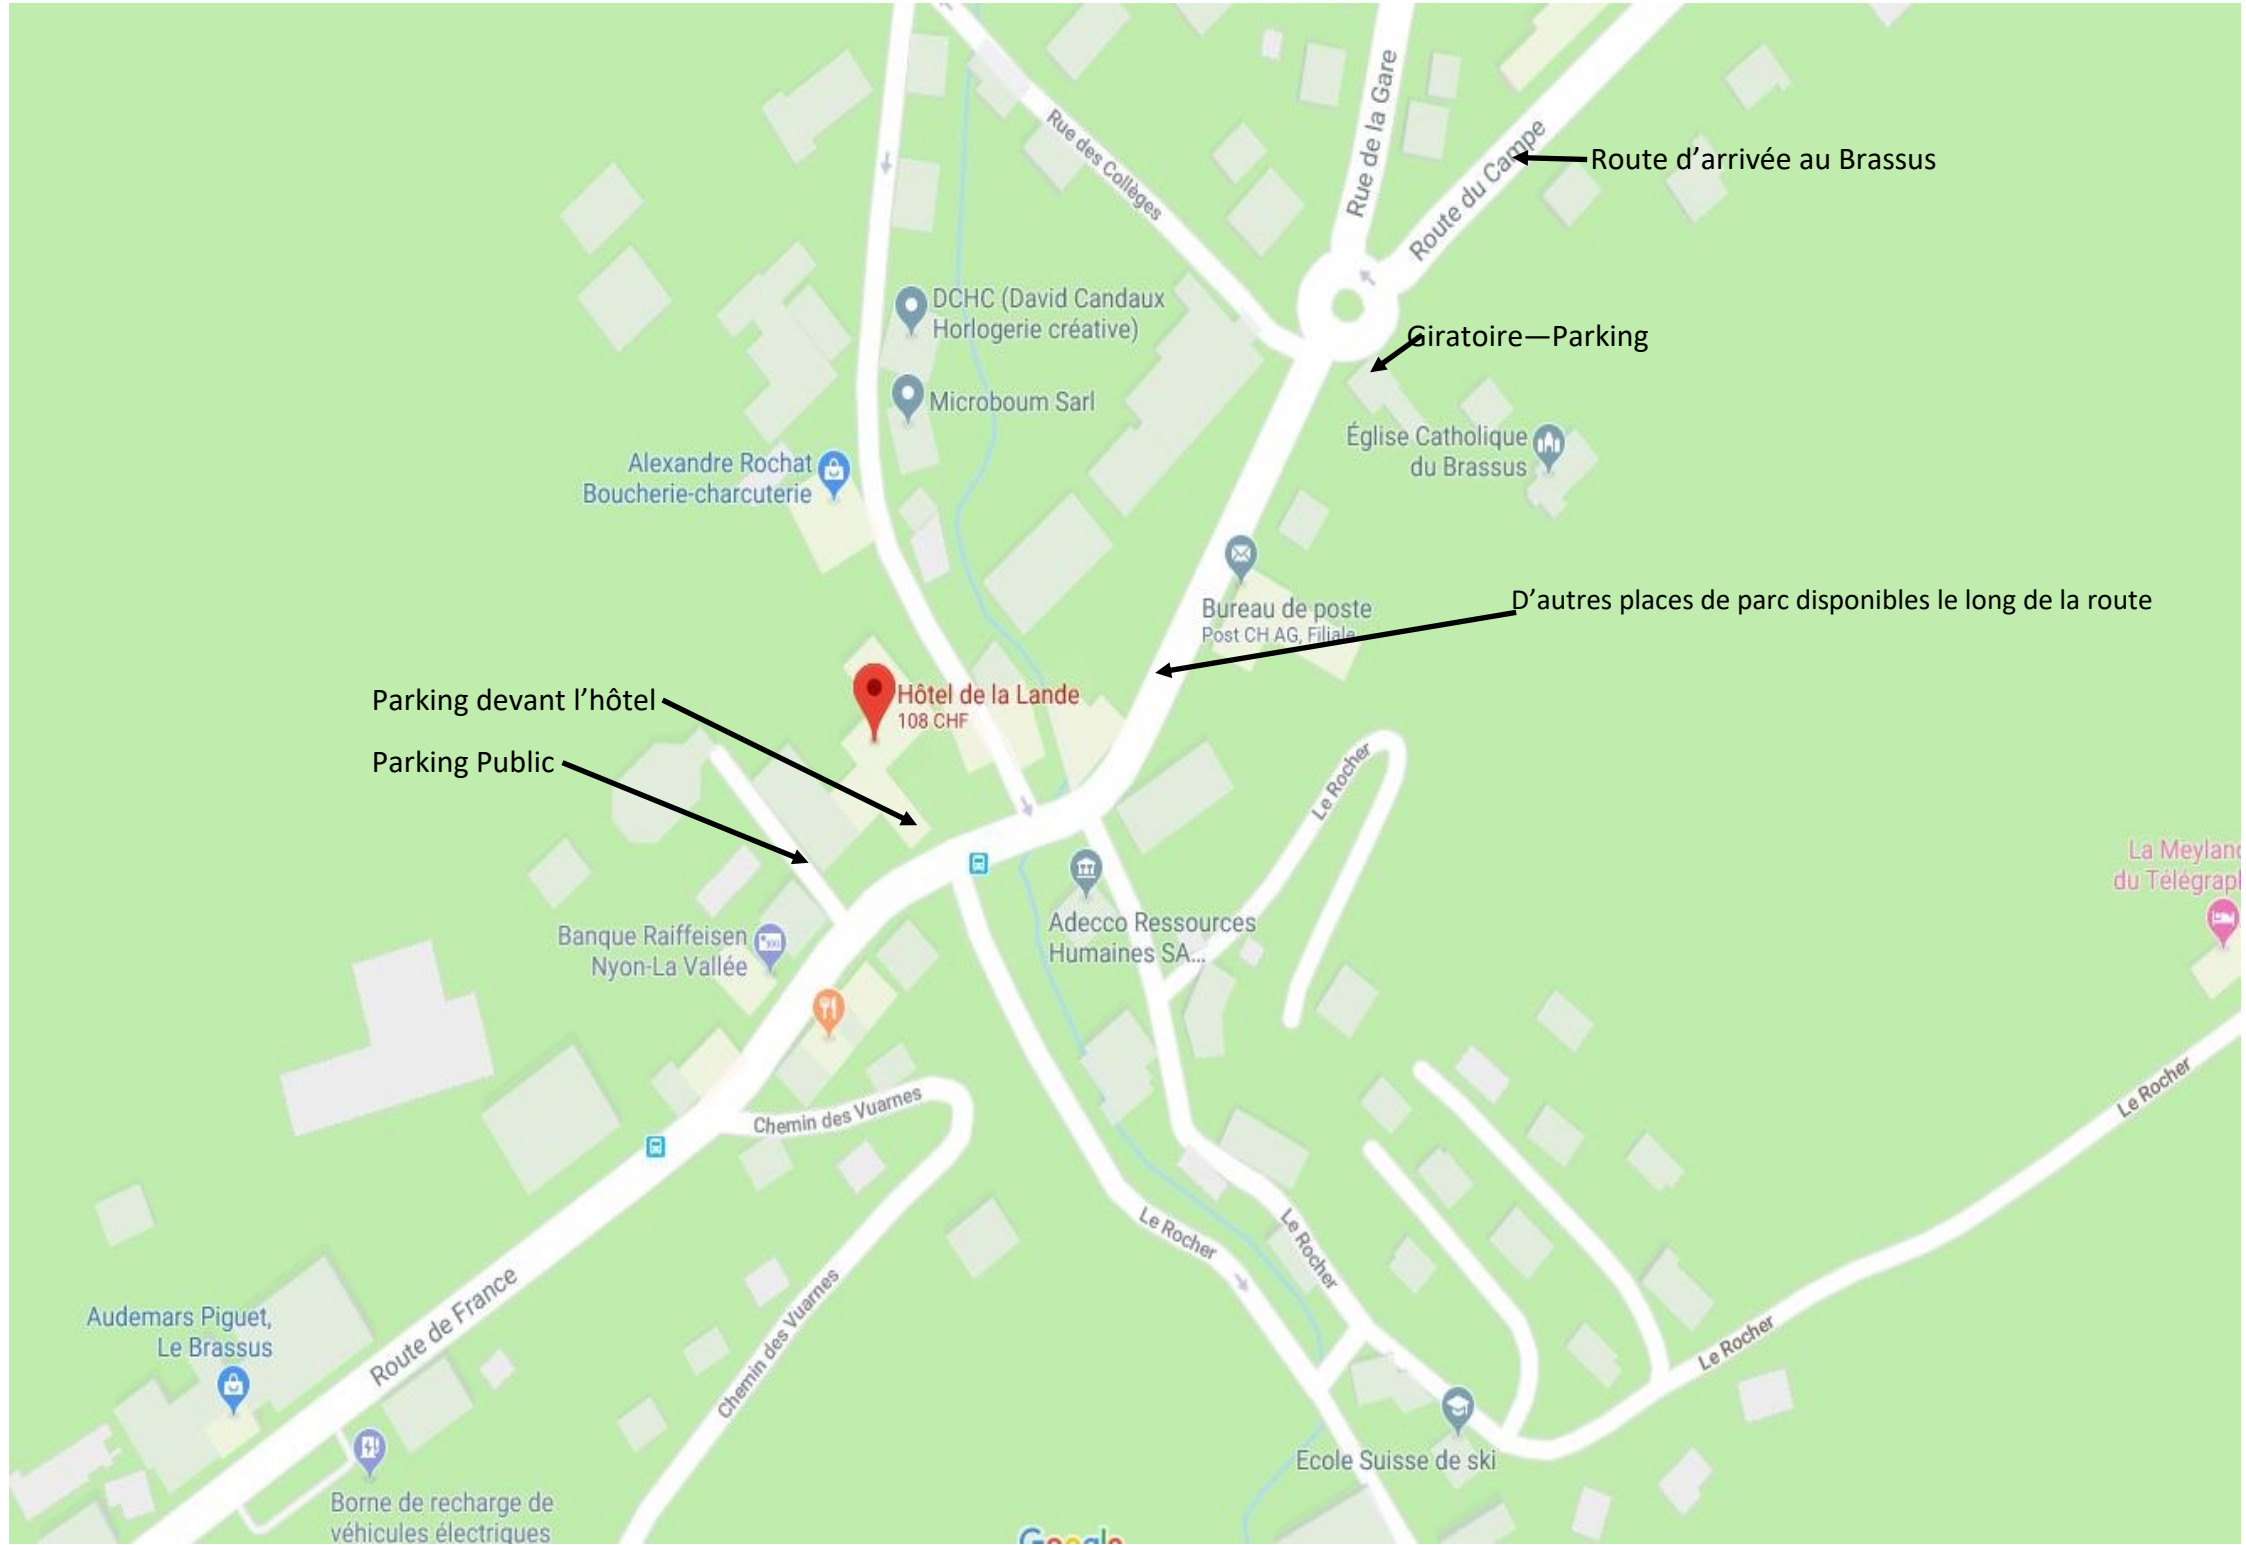 Rue de la Gare
Route du Campe
Route d’arrivée au Brassus
Rue des Collèges
DCHC (David Candaux
Horlogerie créative)
Giratoire—Parking
Microboum Sarl
Église Catholique
du Brassus
Alexandre Rochat
Boucherie-charcuterie
Bureau de poste
Post CH AG, Filiale
D’autres places de parc disponibles le long de la route
Parking devant l’hôtel
Hôtel de la Lande
108 CHF
Parking Public
Le Rocher
La Meyland
du Télégraph
Adecco Ressources
Humaines SA...
Banque Raiffeisen
Nyon-La Vallée
Chemin des Vuarnes
Le Rocher
Le Rocher
Le Rocher
Chemin des Vuarnes
Route de France
Audemars Piguet,
Le Brassus
Le Rocher
Ecole Suisse de ski
Borne de recharge de
véhicules électriques
Google